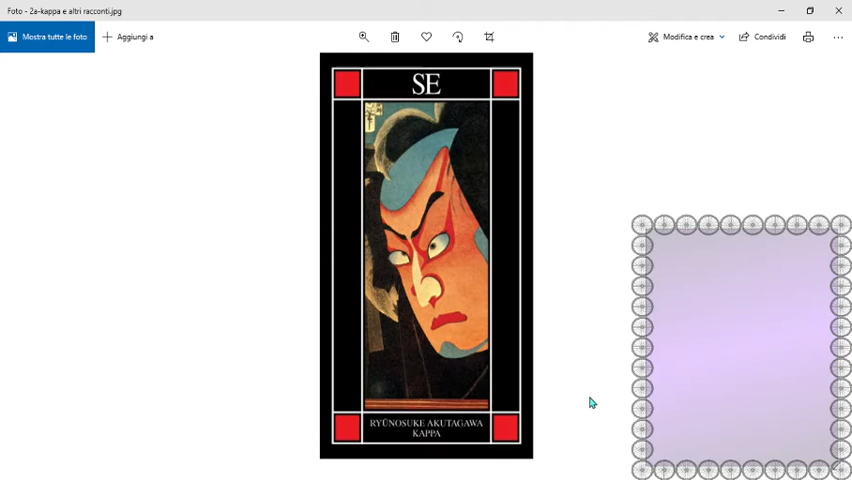 Foto - 2a-kappa e altri racconti.jpg
Mostra tutte le foto
Aggiungi a
Modifica e crea
Condividi
SE
RYŪNOSUKE AKUTAGAWA
KAPPA